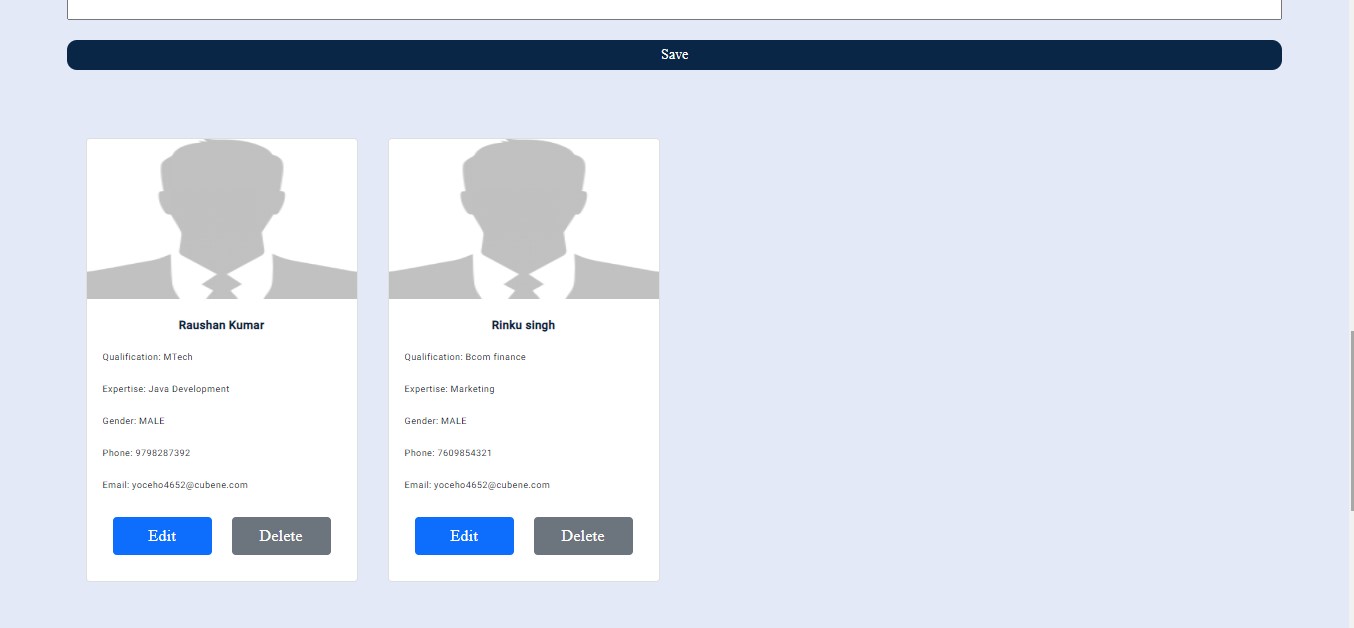 Save
Raushan Kumar
Qualification: MTech
Expertise: Java Development
Gender: MALE
Phone: 9798287392
Email: yoceho4652@cubene.com
Edit Delete
Rinku singh
Qualification: Bcom finance
Expertise: Marketing
Gender: MALE
Phone: 7609854321
Email: yoceho4652@cubene.com
Edit Delete